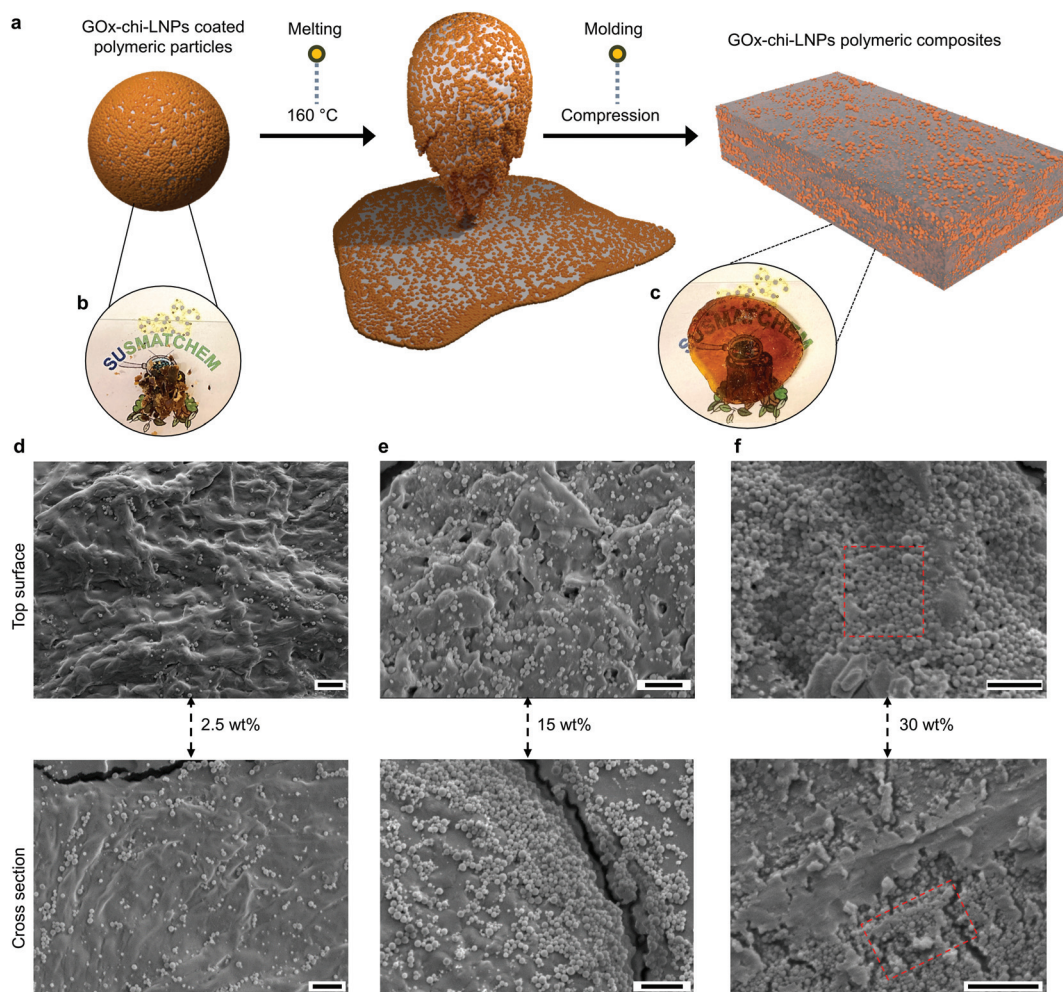 a
GOx-chi-LNPs coated
polymeric particles
Melting
160 °C
Molding
Compression
GOx-chi-LNPs polymeric composites
b
SUSMATCHEM
c
SUSMATCHEM
d
e
f
Top surface
2.5 wt%
15 wt%
30 wt%
Cross section